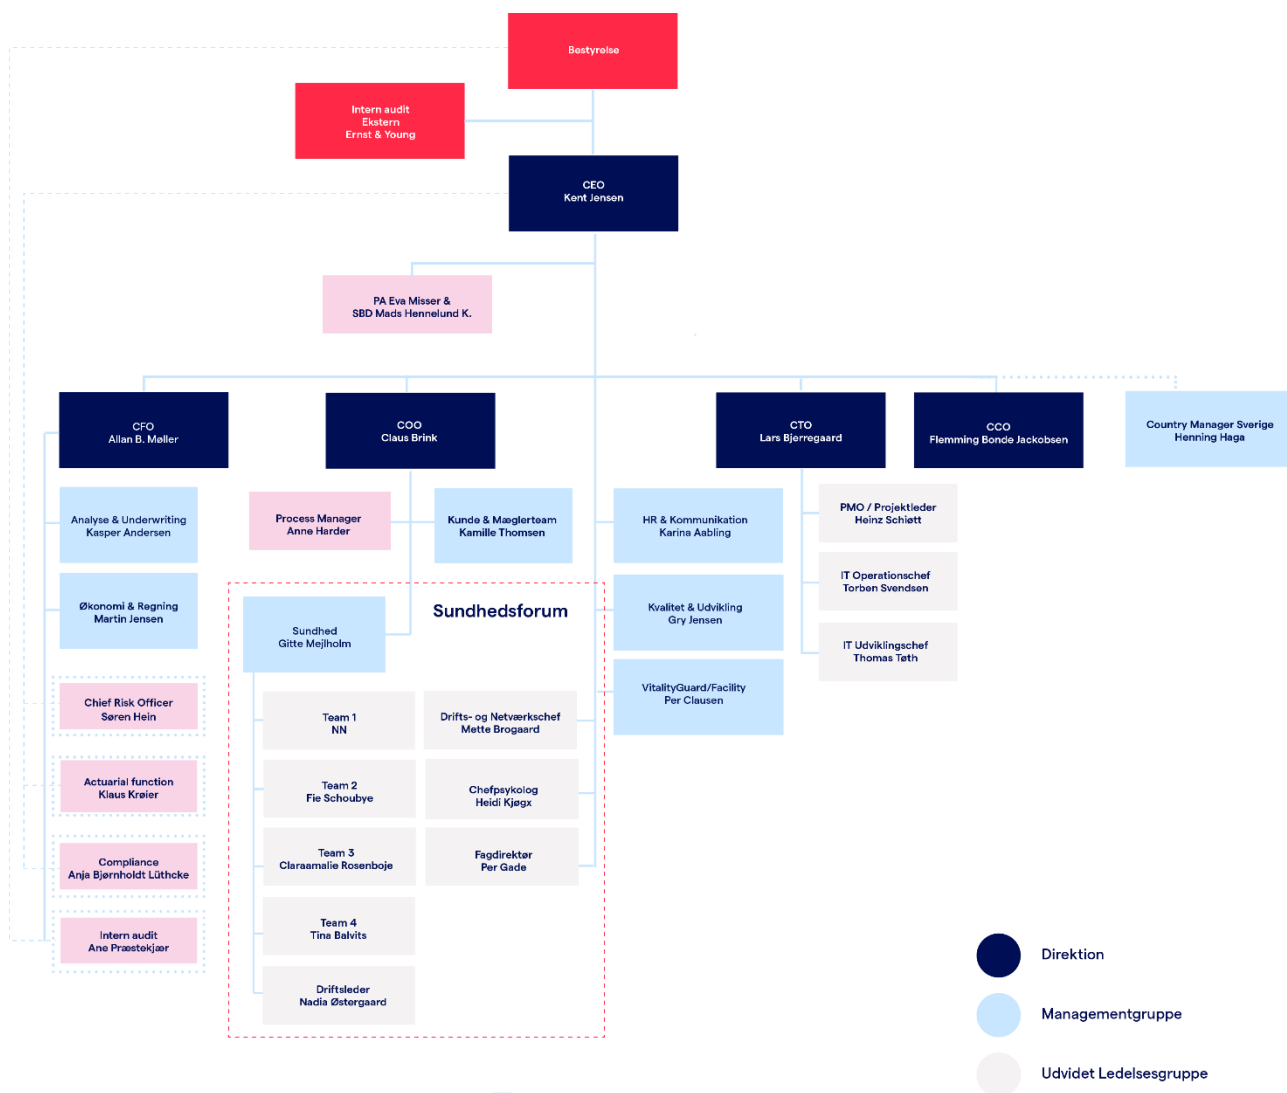 Bestyrelse
Intern audit
Ekstern
Ernst & Young
CEO
Kent Jensen
PA Eva Misser &
SBD Mads Hennelund K.
CFO
Allan B. Møller
COO
Claus Brink
CTO
Lars Bjerregaard
CCO
Flemming Bonde Jackobsen
Country Manager Sverige
Henning Haga
Analyse & Underwriting
Kasper Andersen
Økonomi & Regning
Martin Jensen
Chief Risk Officer
Søren Hein
Actuarial function
Klaus Krøier
Compliance
Anja Bjørnholdt Lüthcke
Intern audit
Ane Præstekjær
Process Manager
Anne Harder
Kunde & Mæglerteam
Kamille Thomsen
Sundhedsforum
Sundhed
Gitte Mejlholm
Team 1
NN
Team 2
Fie Schoubye
Team 3
Claraamalie Rosenboje
Team 4
Tina Balvits
Driftsleder
Nadia Østergaard
Drifts- og Netværkschef
Mette Brogaard
Chefpsykolog
Heidi Kjøgx
Fagdirektør
Per Gade
HR & Kommunikation
Karina Aabling
Kvalitet & Udvikling
Gry Jensen
VitalityGuard/Facility
Per Clausen
PMO / Projektleder
Heinz Schiøtt
IT Operationschef
Torben Svendsen
IT Udviklingschef
Thomas Tøth
Direktion
Managementgruppe
Udvidet Ledelsesgruppe